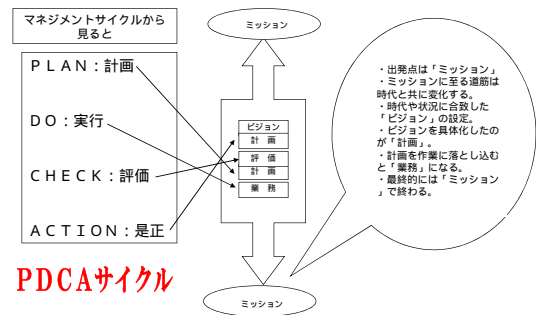 マネジメントサイクルから
見ると
ＰＬＡＮ：計画
ＤＯ：実行
ＣＨＥＣＫ：評価
ＡＣＴＩＯＮ：是正
PDCAサイクル
ミッション
ビジョン
計　画
評　価
計　画
業　務
ミッション
・出発点は「ミッション」
・ミッションに至る道筋は
時代と共に変化する。
・時代や状況に合致した
「ビジョン」の設定。
・ビジョンを具体化したの
が「計画」。
・計画を作業に落とし込む
と「業務」になる。
・最終的には「ミッション
」で終わる。